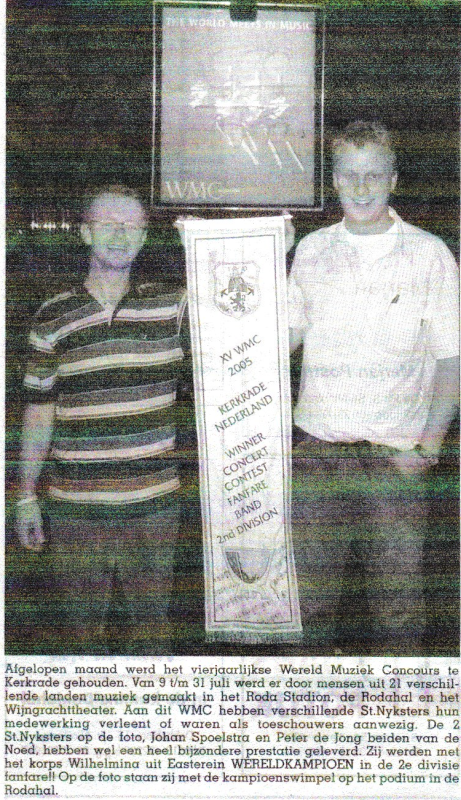 THE WORLD MEETS IN MUSIC
WMC
XV WMC
2005
KERKRADE
NEDERLAND
WINNER
CONCERT
CONTEST
FANFARE
BAND
2nd DIVISION
Afgelopen maand werd het vierjaarlijkse Wereld Muziek Concours te
Kerkrade gehouden. Van 9 t/m 31 juli werd er door mensen uit 21 verschil-
lende landen muziek gemaakt in het Roda Stadion, de Rodahal en het
Wijngrachttheater. Aan dit WMC hebben verschillende St.Nyksters hun
medewerking verleent of waren als toeschouwers aanwezig. De 2
St.Nyksters op de foto, Johan Spoelstra en Peter de Jong beiden van de
Noed, hebben wel een heel bijzondere prestatie geleverd. Zij werden met
het korps Wilhelmina uit Easterein WERELDKAMPIOEN in de 2e divisie
fanfare!! Op de foto staan zij met de kampioenswimpel op het podium in de
Rodahal.